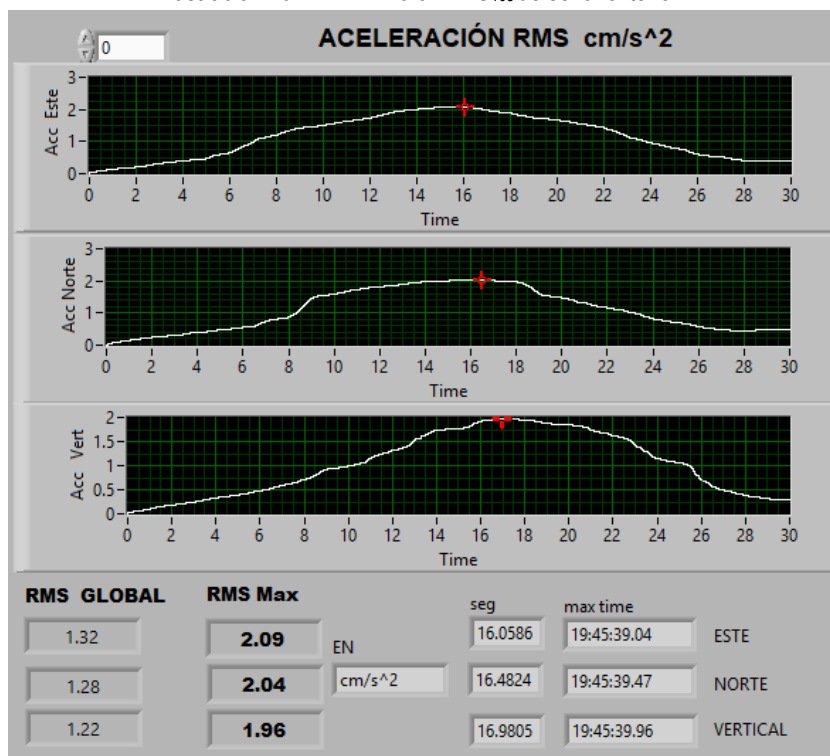 0
ACELERACIÓN RMS cm/s^2
Acc Este
3
2
1
0
0 2 4 6 8 10 12 14 16 18 20 22 24 26 28 30
Time
Acc Norte
3
2
1
0
0 2 4 6 8 10 12 14 16 18 20 22 24 26 28 30
Time
Acc Vert
2
1.5
1
0.5
0
0 2 4 6 8 10 12 14 16 18 20 22 24 26 28 30
Time
RMS GLOBAL RMS Max seg max time
1.32 2.09 EN 16.0586 19:45:39.04 ESTE
1.28 2.04 cm/s^2 16.4824 19:45:39.47 NORTE
1.22 1.96 16.9805 19:45:39.96 VERTICAL